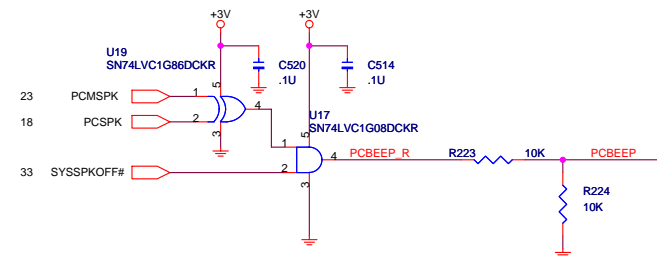 +3V
+3V
U19
SN74LVC1G86DKCR
C520
.1U
C514
.1U
5
23 PCMSPK 1
4
18 PCSPK 2
3
U17
SN74LVC1G08DCKR
5
1
4 PCBEEP_R R223 10K PCBEEP
33 SYSSPKOFF# 2
3
R224
10K